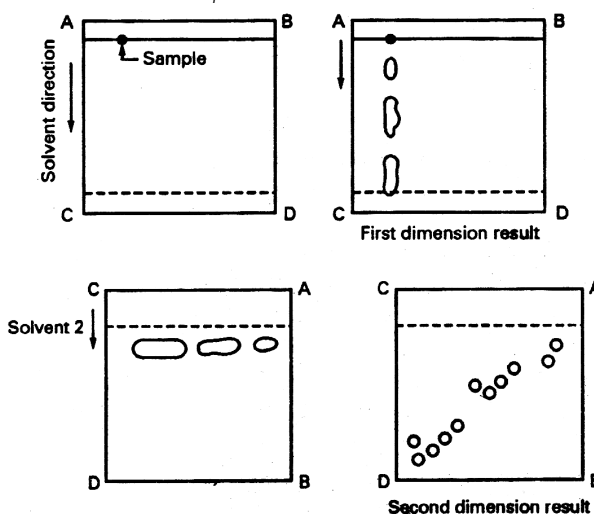 A B
Sample
Solvent direction
C D
A B
C D
First dimension result
C A
Solvent 2
D B
C A
D B
Second dimension result